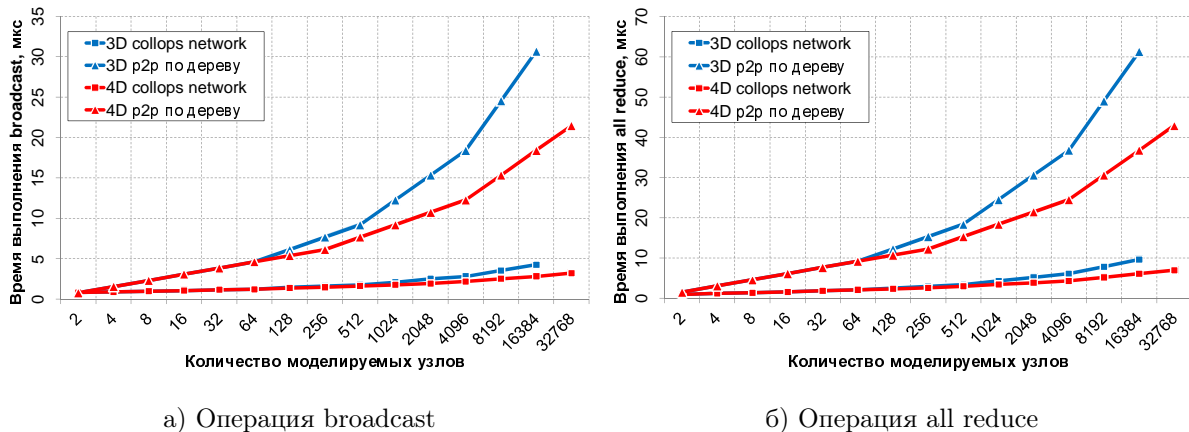 35
30
25
20
15
10
5
0
Время выполнения broadcast, мкс
3D collops network
3D p2p по дереву
4D collops network
4D p2p по дереву
2 4 8 16 32 64 128 256 512 1024 2048 4096 8192 16384 32768
Количество моделируемых узлов
а) Операция broadcast
70
60
50
40
30
20
10
0
Время выполнения all reduce, мкс
3D collops network
3D p2p по дереву
4D collops network
4D p2p по дереву
2 4 8 16 32 64 128 256 512 1024 2048 4096 8192 16384 32768
Количество моделируемых узлов
б) Операция all reduce